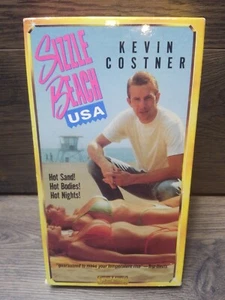 SIZZLE
BEACH
USA
KEVIN
COSTNER
Hot Sand!
Hot Bodies!
Hot Nights!